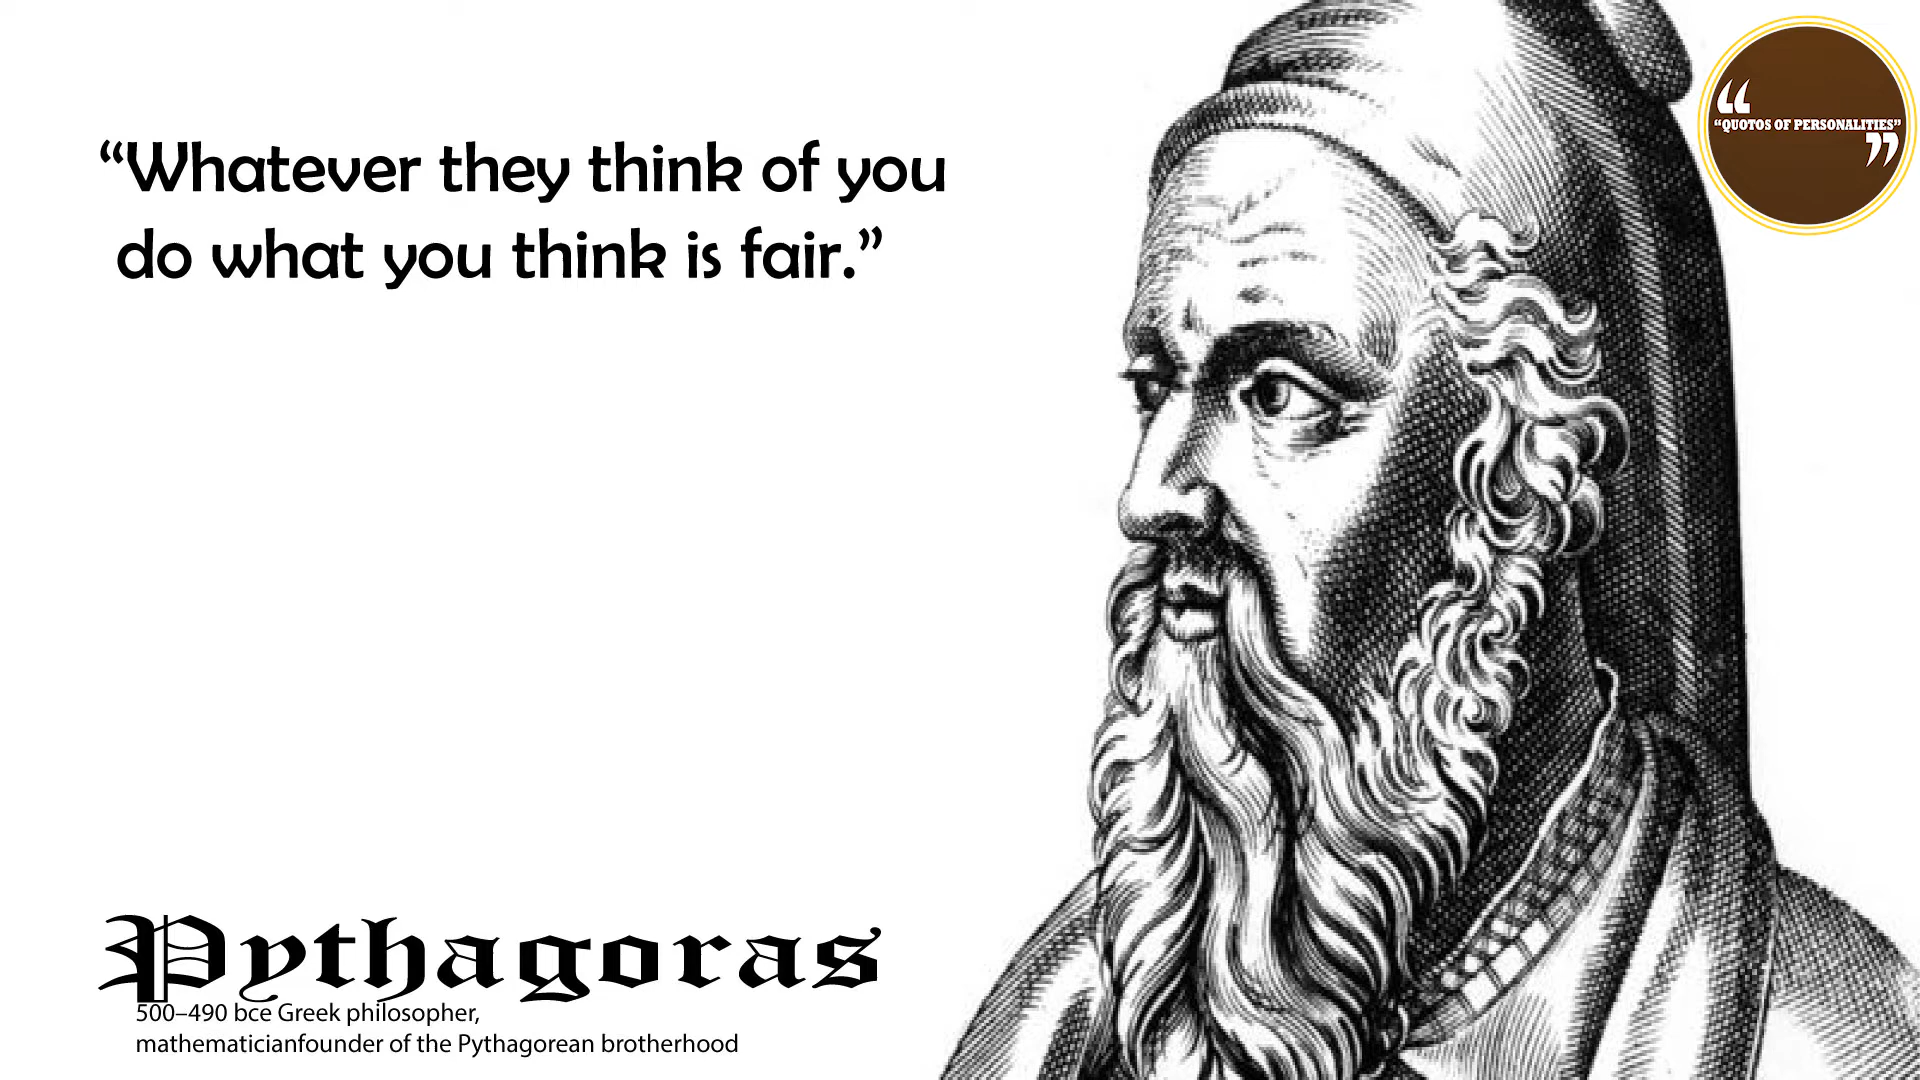 “Whatever they think of you
do what you think is fair.”
“QUOTOS OF PERSONALITIES”
Pythagoras
500–490 bce Greek philosopher,
mathematicianfounder of the Pythagorean brotherhood